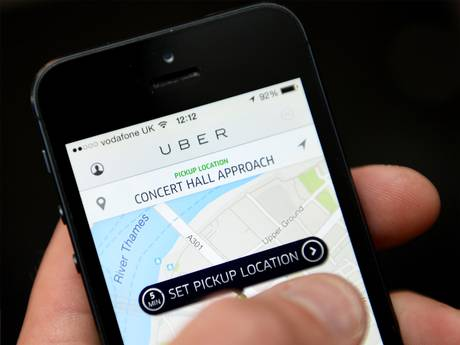 vodafone UK 12:12 92%
UBER
PICKUP LOCATION
CONCERT HALL APPROACH
River Thames
A301
Upper Ground
5 MIN SET PICKUP LOCATION